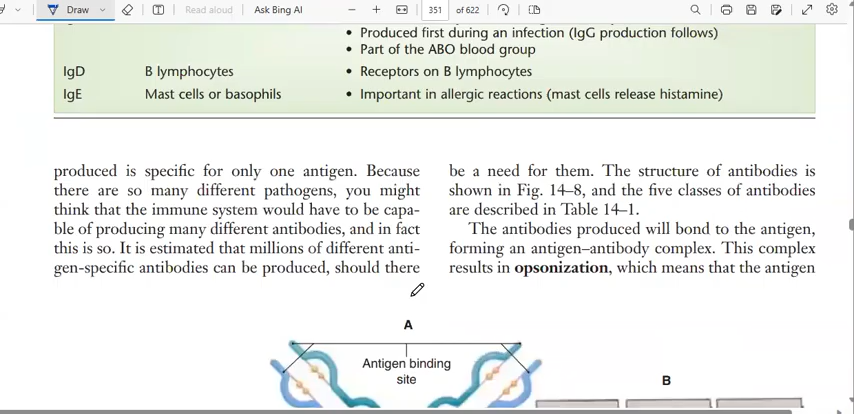 Draw
Read aloud
Ask Bing AI
351 of 622
• Produced first during an infection (IgG production follows)
• Part of the ABO blood group
IgD B lymphocytes • Receptors on B lymphocytes
IgE Mast cells or basophils • Important in allergic reactions (mast cells release histamine)
produced is specific for only one antigen. Because
there are so many different pathogens, you might
think that the immune system would have to be capa-
ble of producing many different antibodies, and in fact
this is so. It is estimated that millions of different anti-
gen-specific antibodies can be produced, should there
be a need for them. The structure of antibodies is
shown in Fig. 14–8, and the five classes of antibodies
are described in Table 14–1.
The antibodies produced will bond to the antigen,
forming an antigen–antibody complex. This complex
results in opsonization, which means that the antigen
A
Antigen binding
site
B